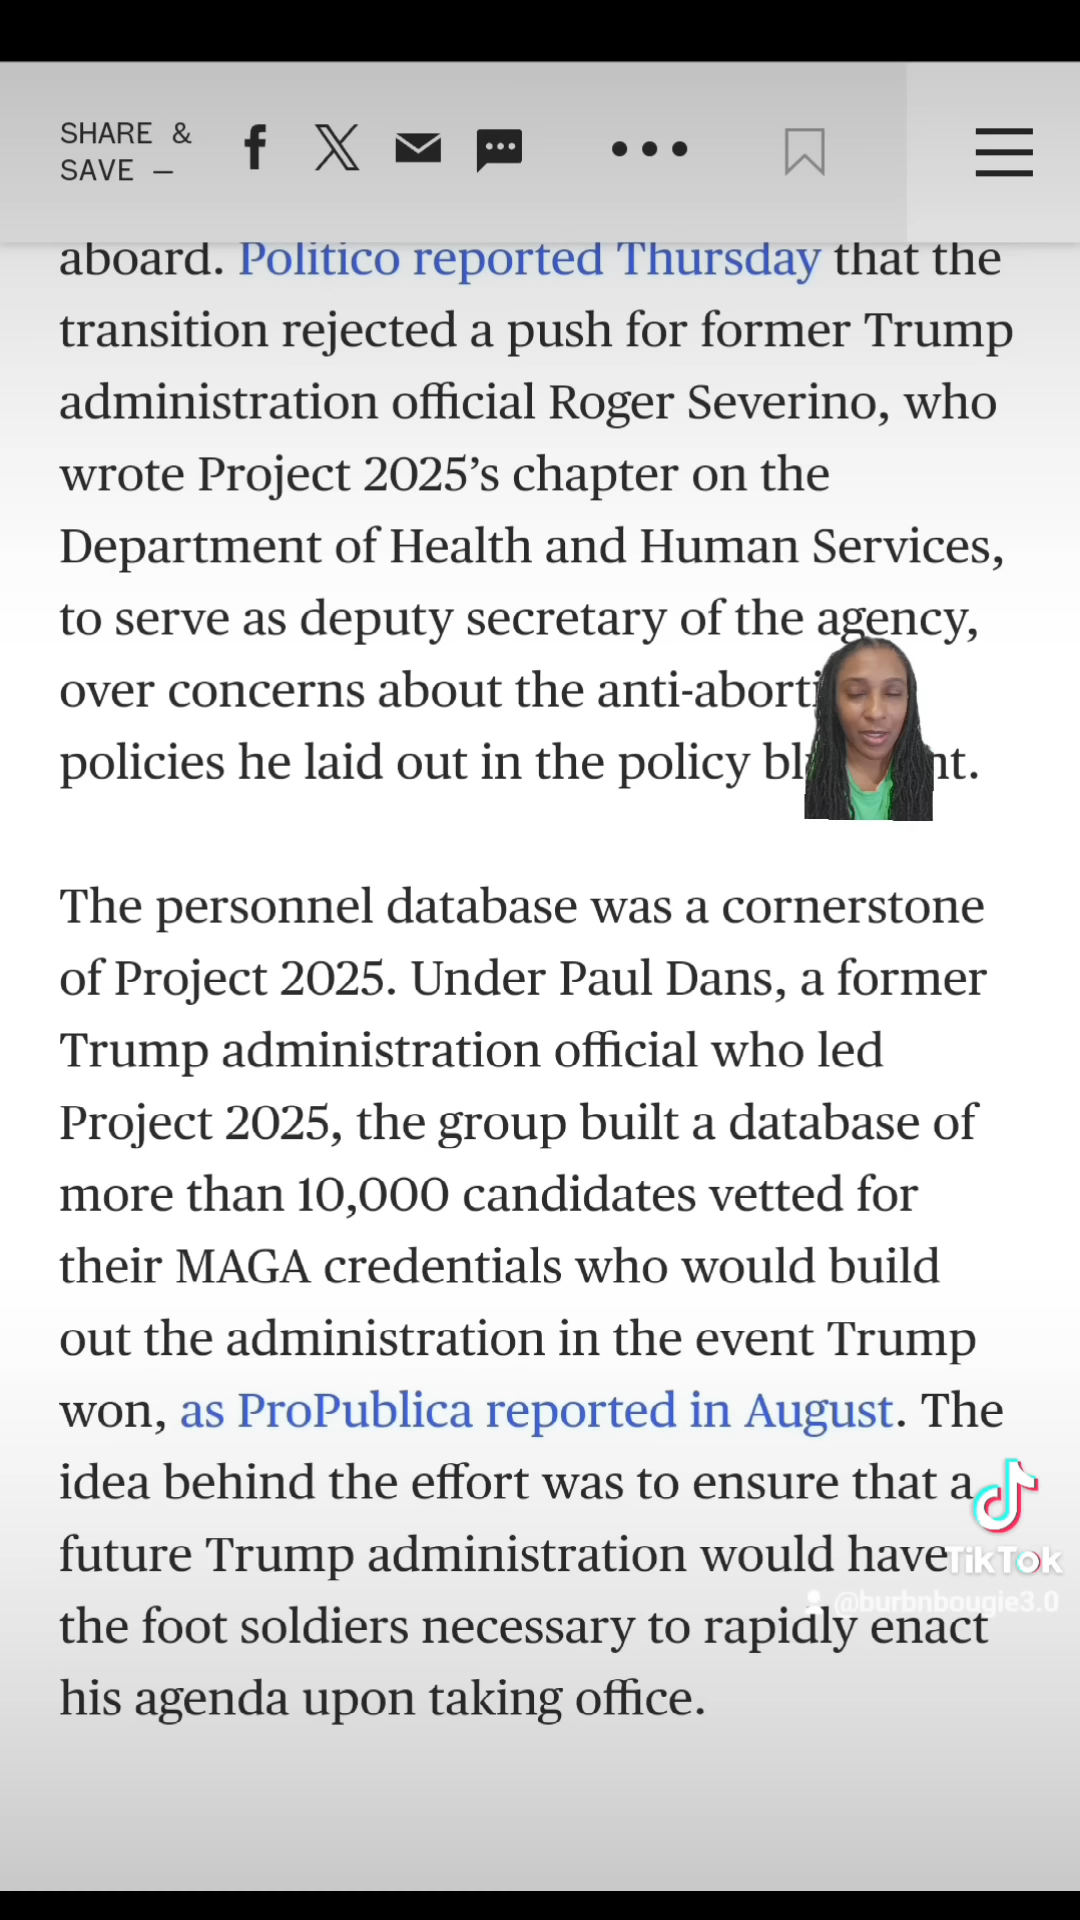 SHARE &
SAVE —
aboard. Politico reported Thursday that the
transition rejected a push for former Trump
administration official Roger Severino, who
wrote Project 2025’s chapter on the
Department of Health and Human Services,
to serve as deputy secretary of the agency,
over concerns about the anti-aborti
policies he laid out in the policy bl nt.
The personnel database was a cornerstone
of Project 2025. Under Paul Dans, a former
Trump administration official who led
Project 2025, the group built a database of
more than 10,000 candidates vetted for
their MAGA credentials who would build
out the administration in the event Trump
won, as ProPublica reported in August. The
idea behind the effort was to ensure that a
future Trump administration would have
the foot soldiers necessary to rapidly enact
his agenda upon taking office.
TikTok
@burbnbougie3.0